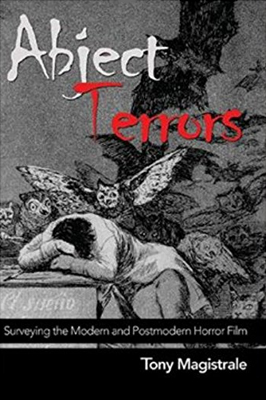 Abject
Terrors
El sueño
Surveying the Modern and Postmodern Horror Film
Tony Magistrale